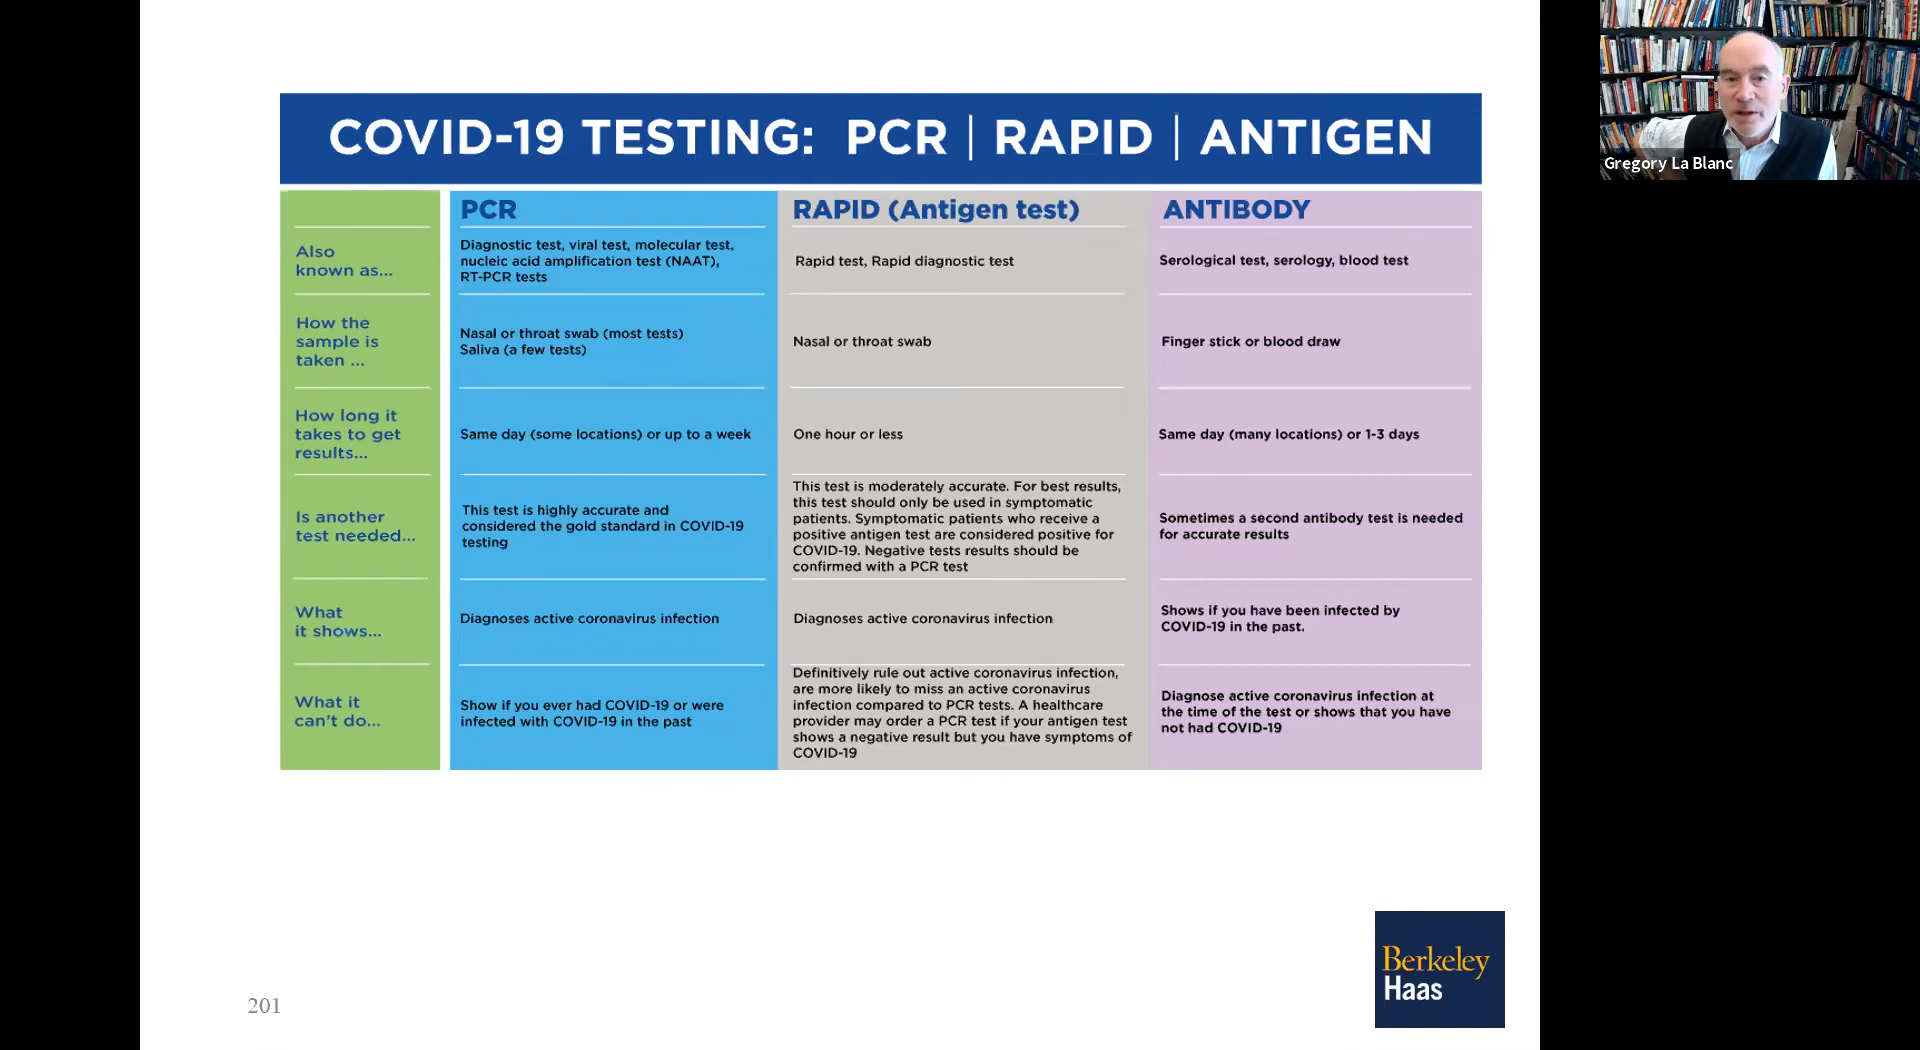 COVID-19 TESTING: PCR | RAPID | ANTIGEN
PCR
RAPID (Antigen test)
ANTIBODY
Also
known as...
Diagnostic test, viral test, molecular test,
nucleic acid amplification test (NAAT),
RT-PCR tests
Rapid test, Rapid diagnostic test
Serological test, serology, blood test
How the
sample is
taken ...
Nasal or throat swab (most tests)
Saliva (a few tests)
Nasal or throat swab
Finger stick or blood draw
How long it
takes to get
results...
Same day (some locations) or up to a week
One hour or less
Same day (many locations) or 1-3 days
Is another
test needed...
This test is highly accurate and
considered the gold standard in COVID-19
testing
This test is moderately accurate. For best results,
this test should only be used in symptomatic
patients. Symptomatic patients who receive a
positive antigen test are considered positive for
COVID-19. Negative tests results should be
confirmed with a PCR test
Sometimes a second antibody test is needed
for accurate results
What
it shows...
Diagnoses active coronavirus infection
Diagnoses active coronavirus infection
Shows if you have been infected by
COVID-19 in the past.
What it
can't do...
Show if you ever had COVID-19 or were
infected with COVID-19 in the past
Definitively rule out active coronavirus infection,
are more likely to miss an active coronavirus
infection compared to PCR tests. A healthcare
provider may order a PCR test if your antigen test
shows a negative result but you have symptoms of
COVID-19
Diagnose active coronavirus infection at
the time of the test or shows that you have
not had COVID-19
Gregory La Blanc
Berkeley
Haas
201